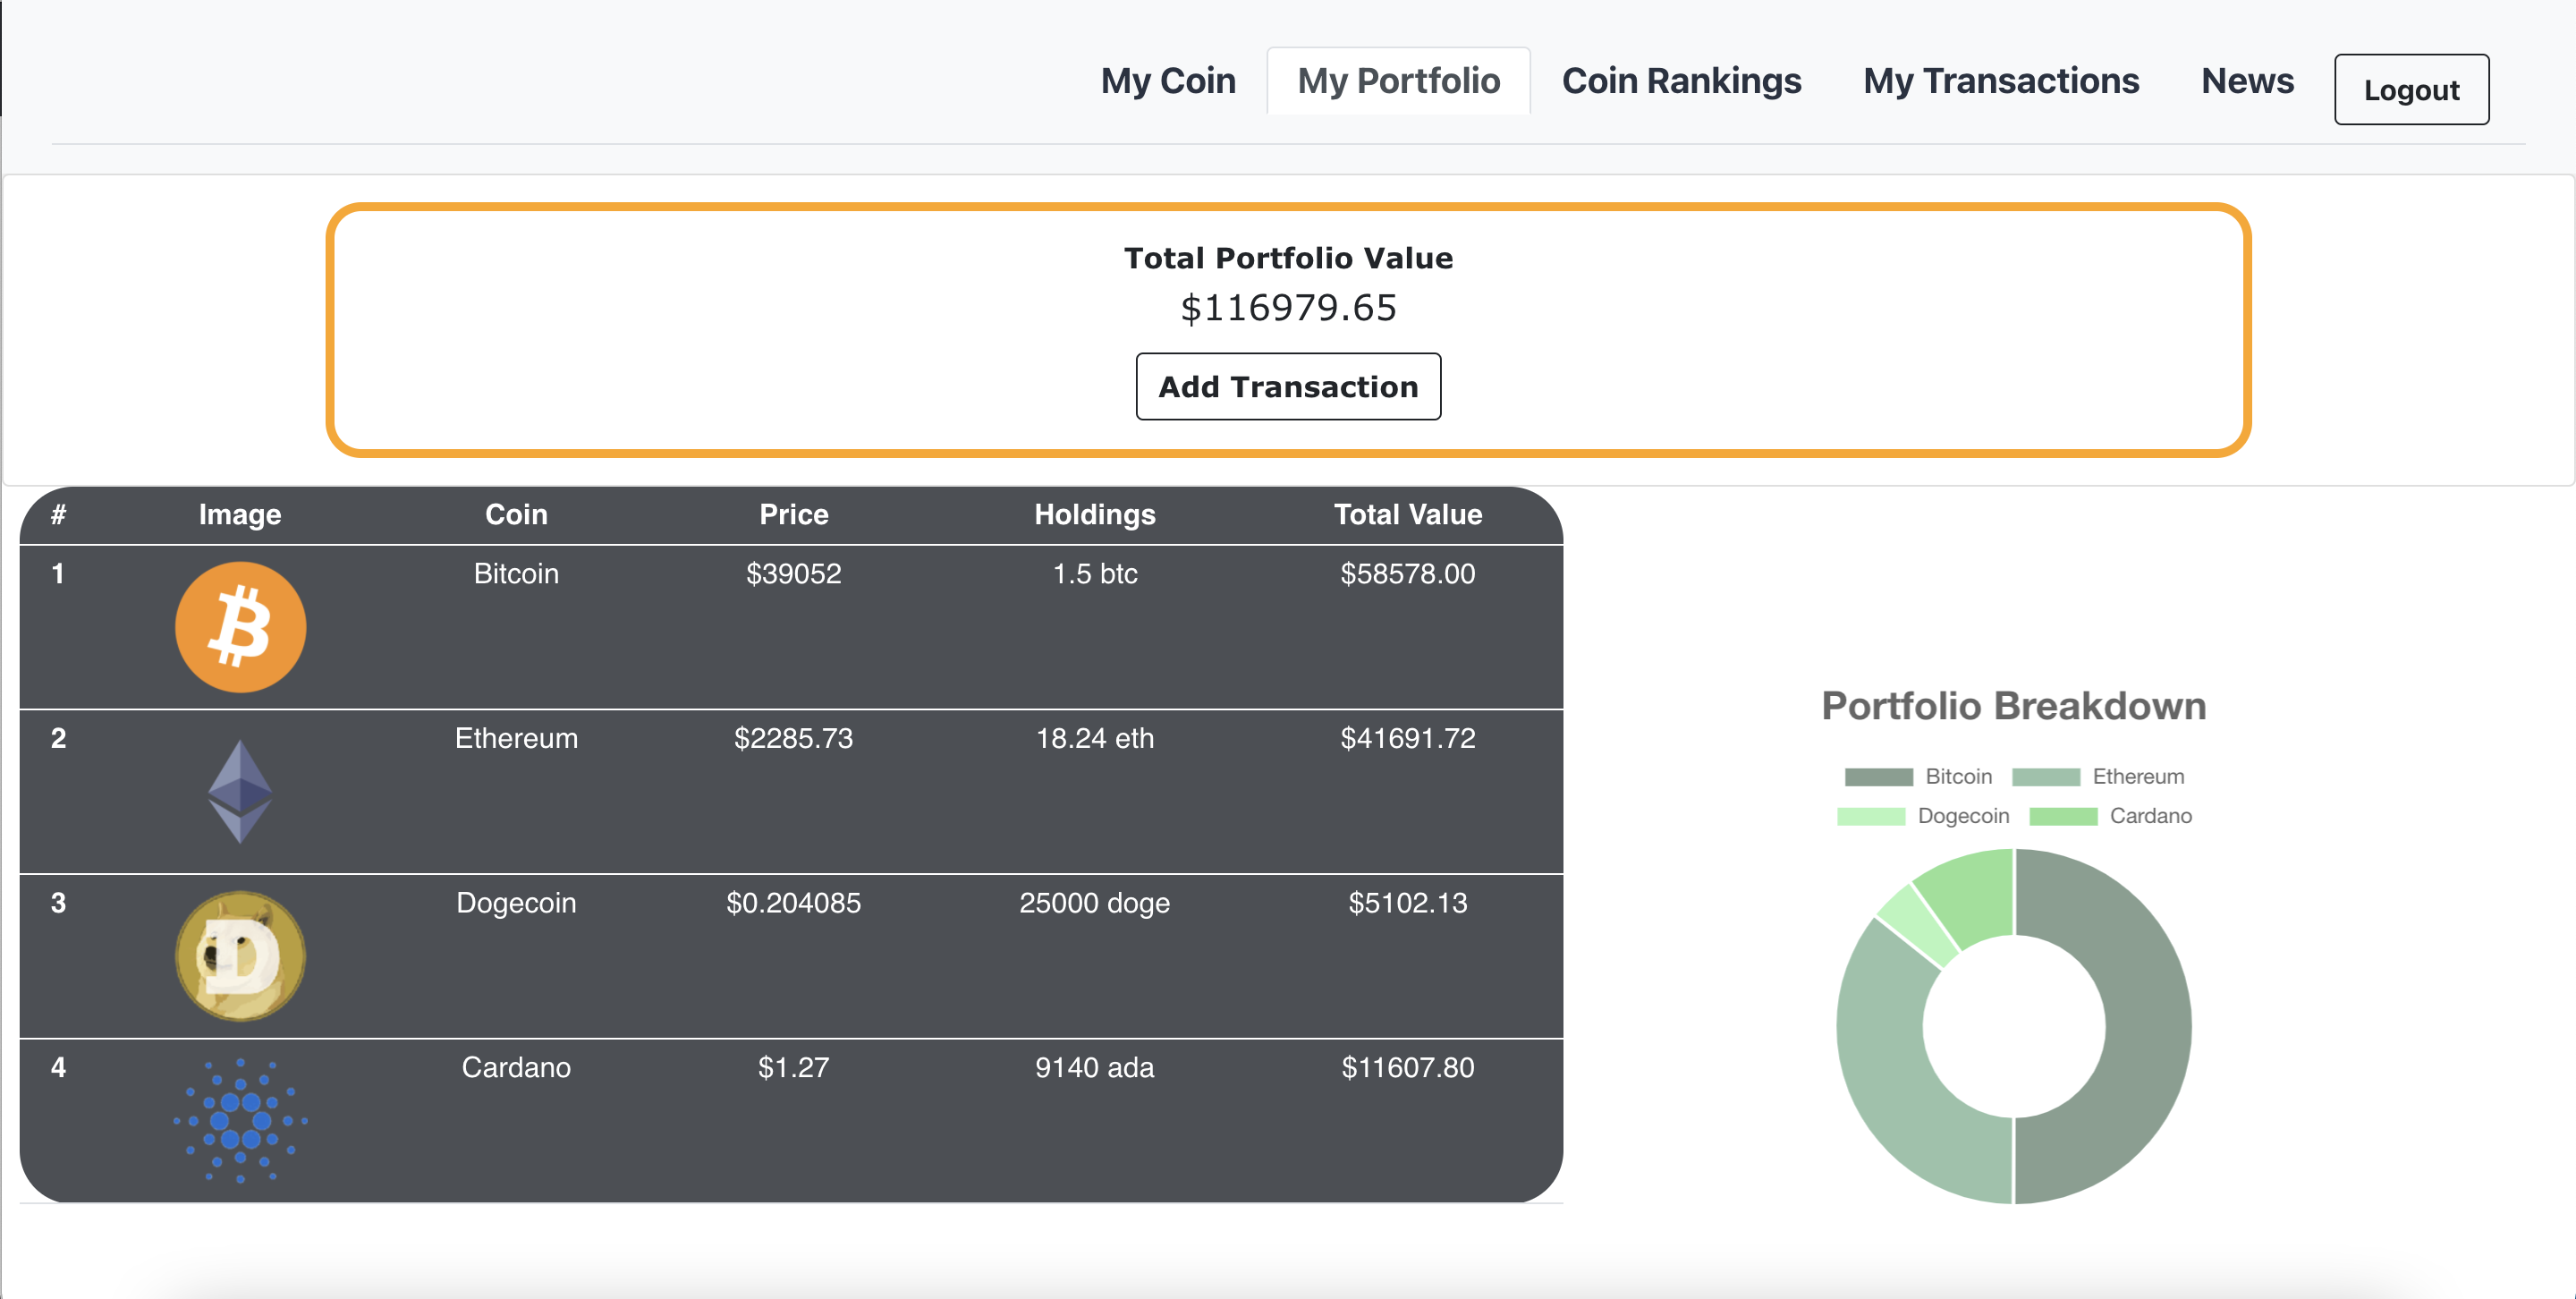 My Coin My Portfolio Coin Rankings My Transactions News Logout
Total Portfolio Value
$116979.65
Add Transaction
# Image Coin Price Holdings Total Value
1 Bitcoin $39052 1.5 btc $58578.00
2 Ethereum $2285.73 18.24 eth $41691.72
3 Dogecoin $0.204085 25000 doge $5102.13
4 Cardano $1.27 9140 ada $11607.80
Portfolio Breakdown
Bitcoin Ethereum
Dogecoin Cardano